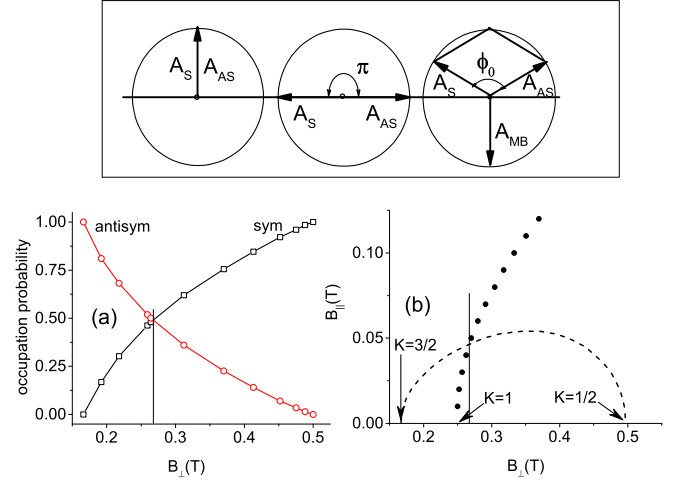 A_S A_AS
π
A_S A_AS
ϕ_0
A_S A_AS
A_MB
occupation probability
1.00
0.75
0.50
0.25
0.00
antisym
sym
(a)
0.2 0.3 0.4 0.5
B_⊥(T)
B_∥(T)
0.10
0.05
0.00
(b)
K=3/2
K=1
K=1/2
0.2 0.3 0.4 0.5
B_⊥(T)